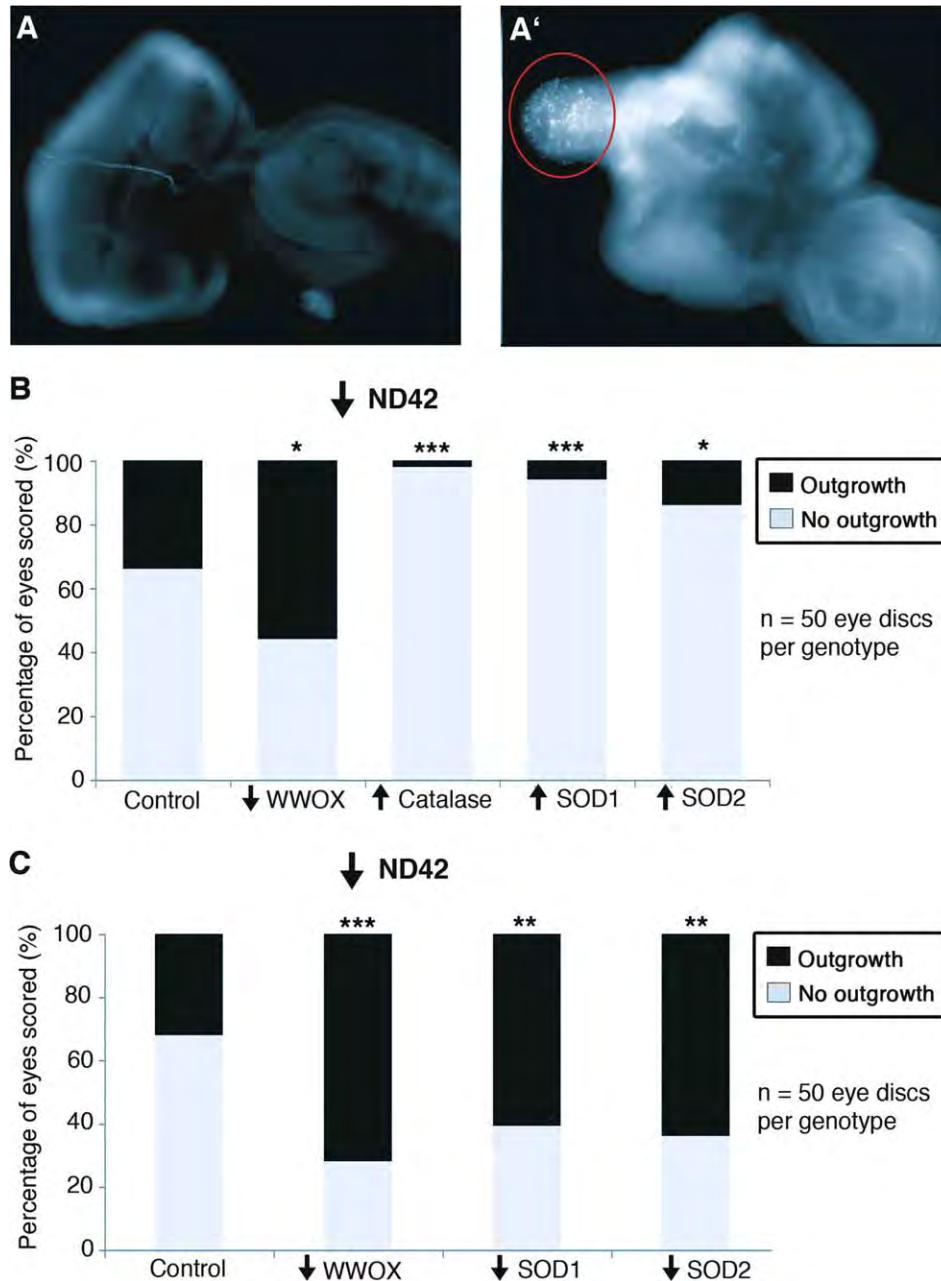 A
A'
B
↓ ND42
Percentage of eyes scored (%)
100
80
60
40
20
0
*
***
***
*
Control
↓ WWOX
↑ Catalase
↑ SOD1
↑ SOD2
Outgrowth
No outgrowth
n = 50 eye discs
per genotype
C
↓ ND42
Percentage of eyes scored (%)
100
80
60
40
20
0
***
**
**
Control
↓ WWOX
↓ SOD1
↓ SOD2
Outgrowth
No outgrowth
n = 50 eye discs
per genotype